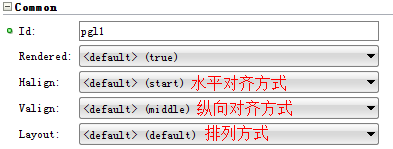 Common
Id: pgl1
Rendered: <default> (true)
Halign: <default> (start) 水平对齐方式
Valign: <default> (middle) 纵向对齐方式
Layout: <default> (default) 排列方式